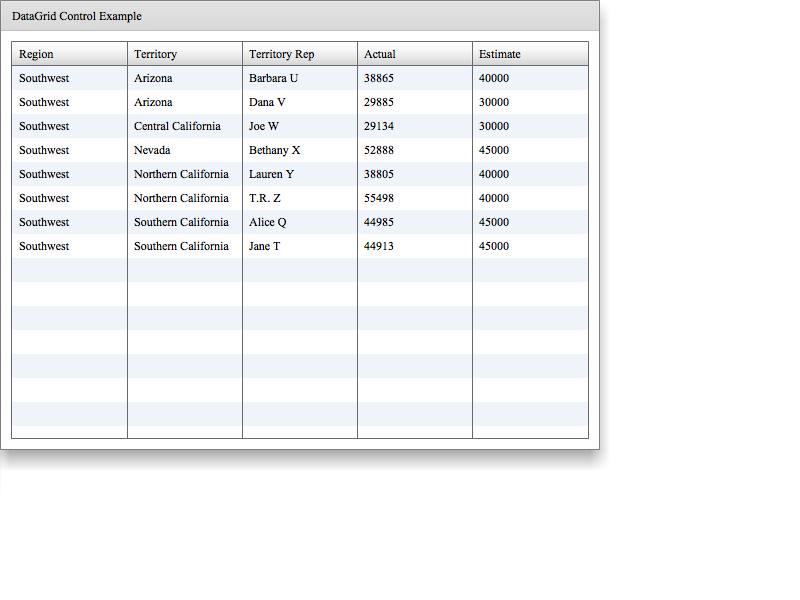 DataGrid Control Example
Region Territory Territory Rep Actual Estimate
Southwest Arizona Barbara U 38865 40000
Southwest Arizona Dana V 29885 30000
Southwest Central California Joe W 29134 30000
Southwest Nevada Bethany X 52888 45000
Southwest Northern California Lauren Y 38805 40000
Southwest Northern California T.R. Z 55498 40000
Southwest Southern California Alice Q 44985 45000
Southwest Southern California Jane T 44913 45000